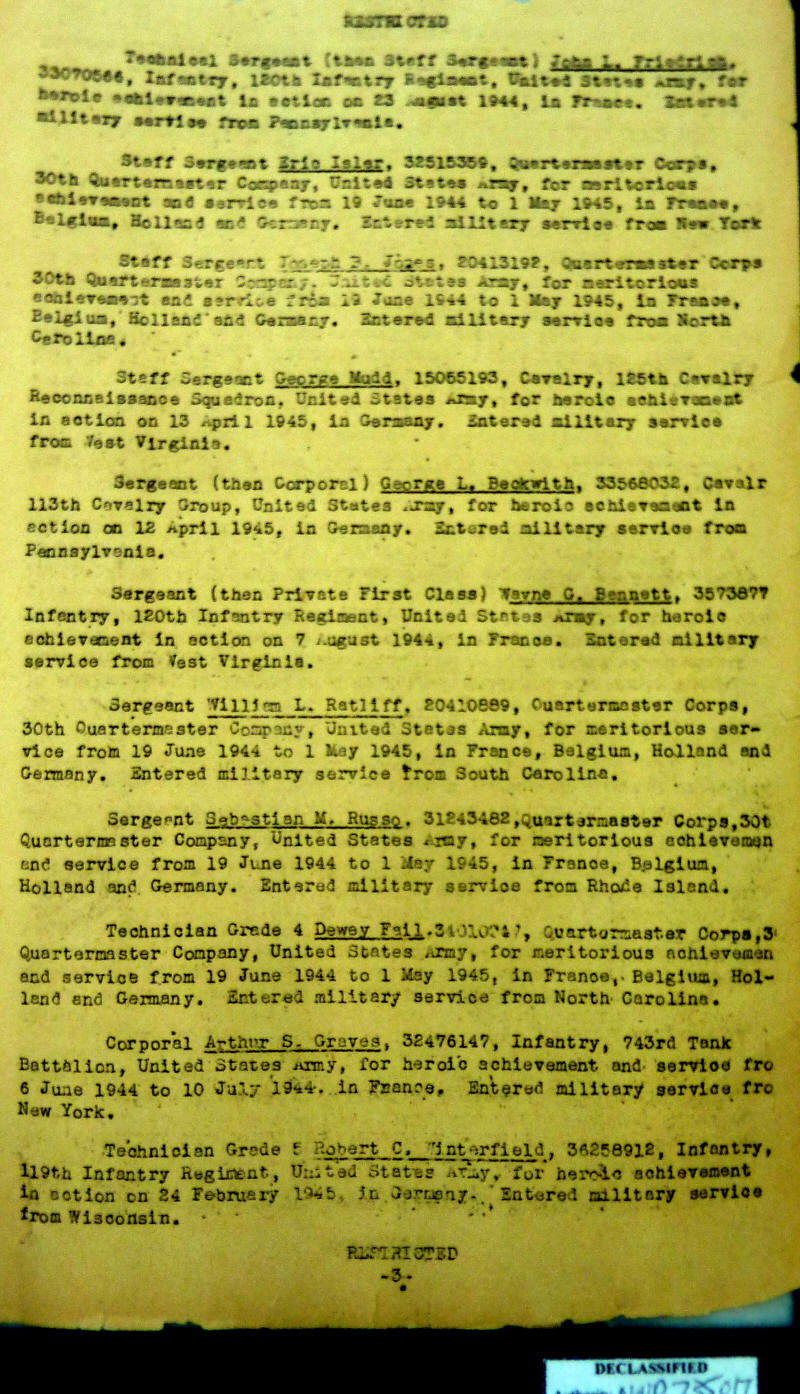 RESTRICTED
Technical Sergeant (then Staff Sergeant) John L. Friedrich,
33070566, Infantry, 120th Infantry Regiment, United States Army, for
heroic achievement in action on 23 August 1944, in France. Entered
military service from Pennsylvania.
Staff Sergeant Eric Isler, 32515359, Quartermaster Corps,
30th Quartermaster Company, United States Army, for meritorious
achievement and service from 19 June 1944 to 1 May 1945, in France,
Belgium, Holland and Germany. Entered military service from New York
Staff Sergeant Joseph P. Jones, 20413192, Quartermaster Corps
30th Quartermaster Company, United States Army, for meritorious
achievement and service from 19 June 1944 to 1 May 1945, in France,
Belgium, Holland and Germany. Entered military service from North
Carolina.
Staff Sergeant George Mudd, 15065193, Cavalry, 125th Cavalry
Reconnaissance Squadron, United States Army, for heroic achievement
in action on 13 April 1945, in Germany. Entered military service
from West Virginia.
Sergeant (then Corporal) George L. Beckwith, 33568032, Cavalr
113th Cavalry Group, United States Army, for heroic achievement in
action on 12 April 1945, in Germany. Entered military service from
Pennsylvania.
Sergeant (then Private First Class) Wayne G. Bennett, 3573877
Infantry, 120th Infantry Regiment, United States Army, for heroic
achievement in action on 7 August 1944, in France. Entered military
service from West Virginia.
Sergeant William L. Ratliff, 20410889, Quartermaster Corps,
30th Quartermaster Company, United States Army, for meritorious ser-
vice from 19 June 1944 to 1 May 1945, in France, Belgium, Holland and
Germany. Entered military service from South Carolina.
Sergeant Sebastian M. Russo, 31243482,Quartermaster Corps,30t
Quartermaster Company, United States Army, for meritorious achievemen
and service from 19 June 1944 to 1 May 1945, in France, Belgium,
Holland and Germany. Entered military service from Rhode Island.
Technician Grade 4 Dewey Fail, Quartermaster Corps,3
Quartermaster Company, United States Army, for meritorious achievemen
and service from 19 June 1944 to 1 May 1945, in France, Belgium, Hol-
land and Germany. Entered military service from North Carolina.
Corporal Arthur S. Graves, 32476147, Infantry, 743rd Tank
Battalion, United States Army, for heroic achievement and service fro
6 June 1944 to 10 July 1944, in France. Entered military service fro
New York.
Technician Grade 5 Robert C. Winterfield, 36258912, Infantry,
119th Infantry Regiment, United States Army, for heroic achievement
in action on 24 February 1945, in Germany. Entered military service
from Wisconsin.
RESTRICTED
-3-
DECLASSIFIED